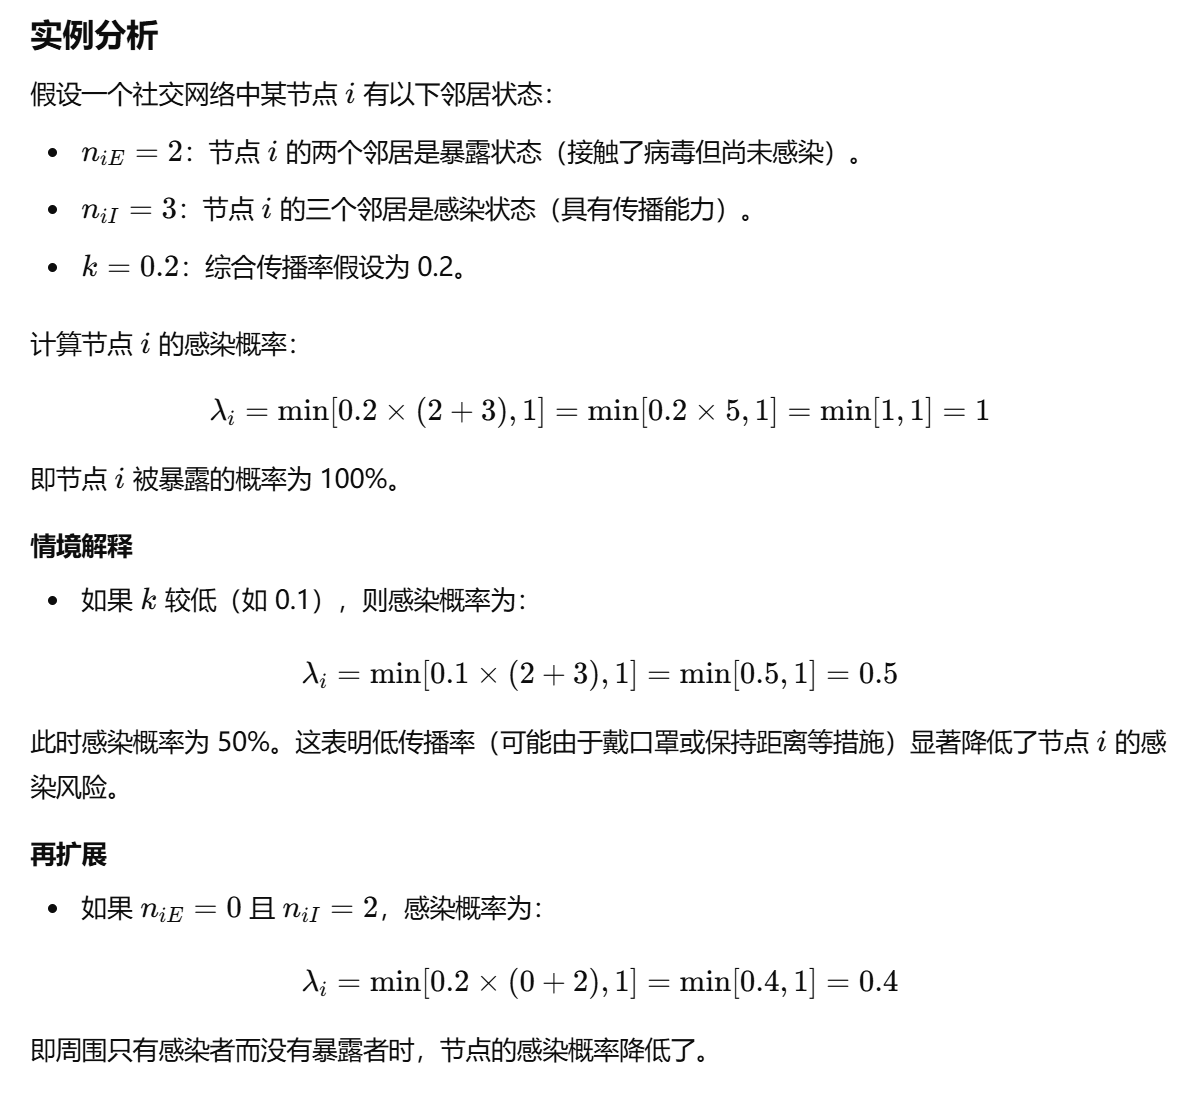 实例分析
假设一个社交网络中某节点 i 有以下邻居状态：
• n_{iE} = 2：节点 i 的两个邻居是暴露状态（接触了病毒但尚未感染）。
• n_{iI} = 3：节点 i 的三个邻居是感染状态（具有传播能力）。
• k = 0.2：综合传播率假设为 0.2。
计算节点 i 的感染概率：
λ_i = min[0.2 × (2 + 3), 1] = min[0.2 × 5, 1] = min[1, 1] = 1
即节点 i 被暴露的概率为 100%。
情境解释
• 如果 k 较低（如 0.1），则感染概率为：
λ_i = min[0.1 × (2 + 3), 1] = min[0.5, 1] = 0.5
此时感染概率为 50%。这表明低传播率（可能由于戴口罩或保持距离等措施）显著降低了节点 i 的感
染风险。
再扩展
• 如果 n_{iE} = 0 且 n_{iI} = 2，感染概率为：
λ_i = min[0.2 × (0 + 2), 1] = min[0.4, 1] = 0.4
即周围只有感染者而没有暴露者时，节点的感染概率降低了。